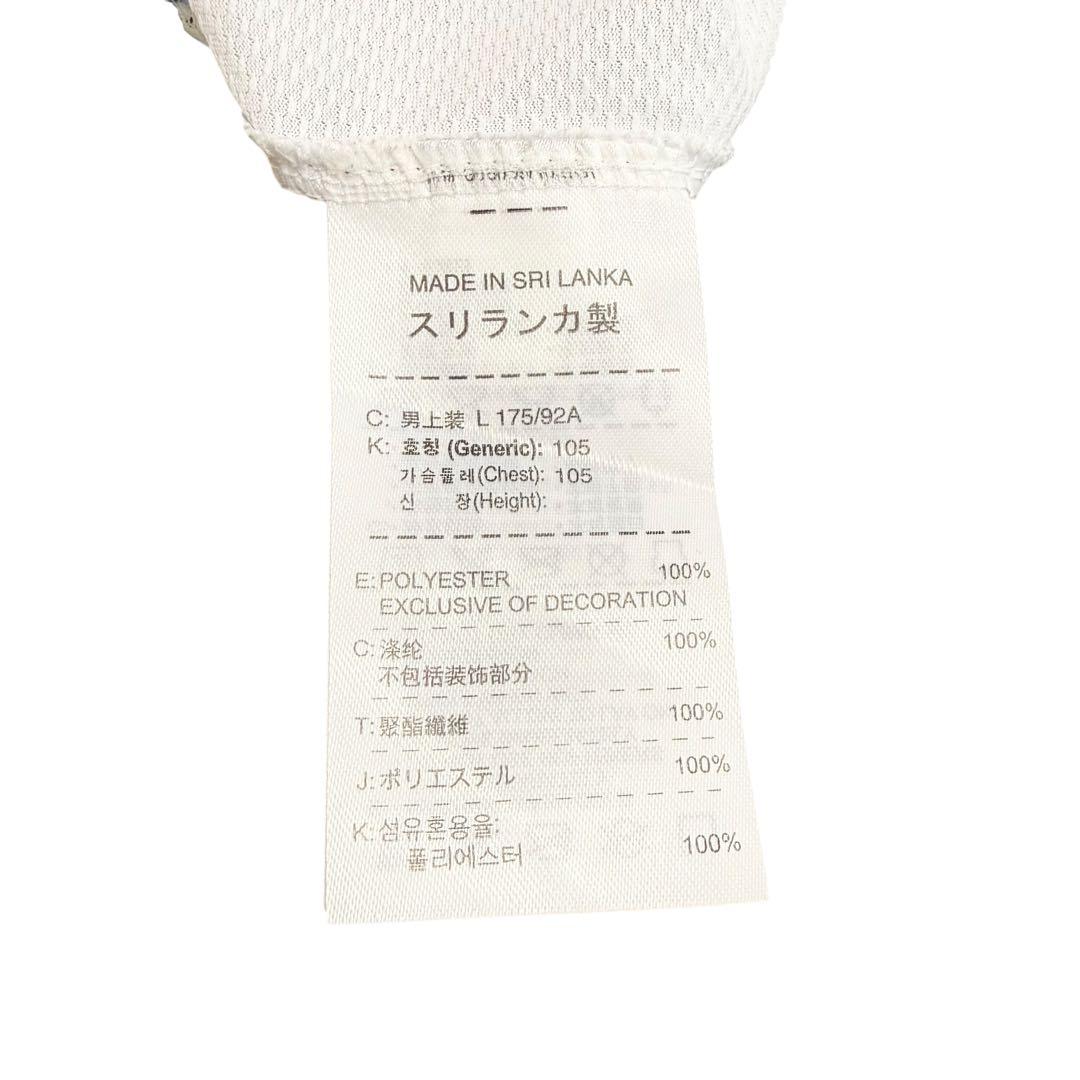 MADE IN SRI LANKA
スリランカ製
C: 男上装 L 175/92A
K: 호칭 (Generic): 105
가슴둘레(Chest): 105
신 장(Height):
E: POLYESTER 100%
EXCLUSIVE OF DECORATION
C: 涤纶 100%
不包括装饰部分
T: 聚酯纖維 100%
J: ポリエステル 100%
K: 섬유혼용율:
폴리에스터 100%